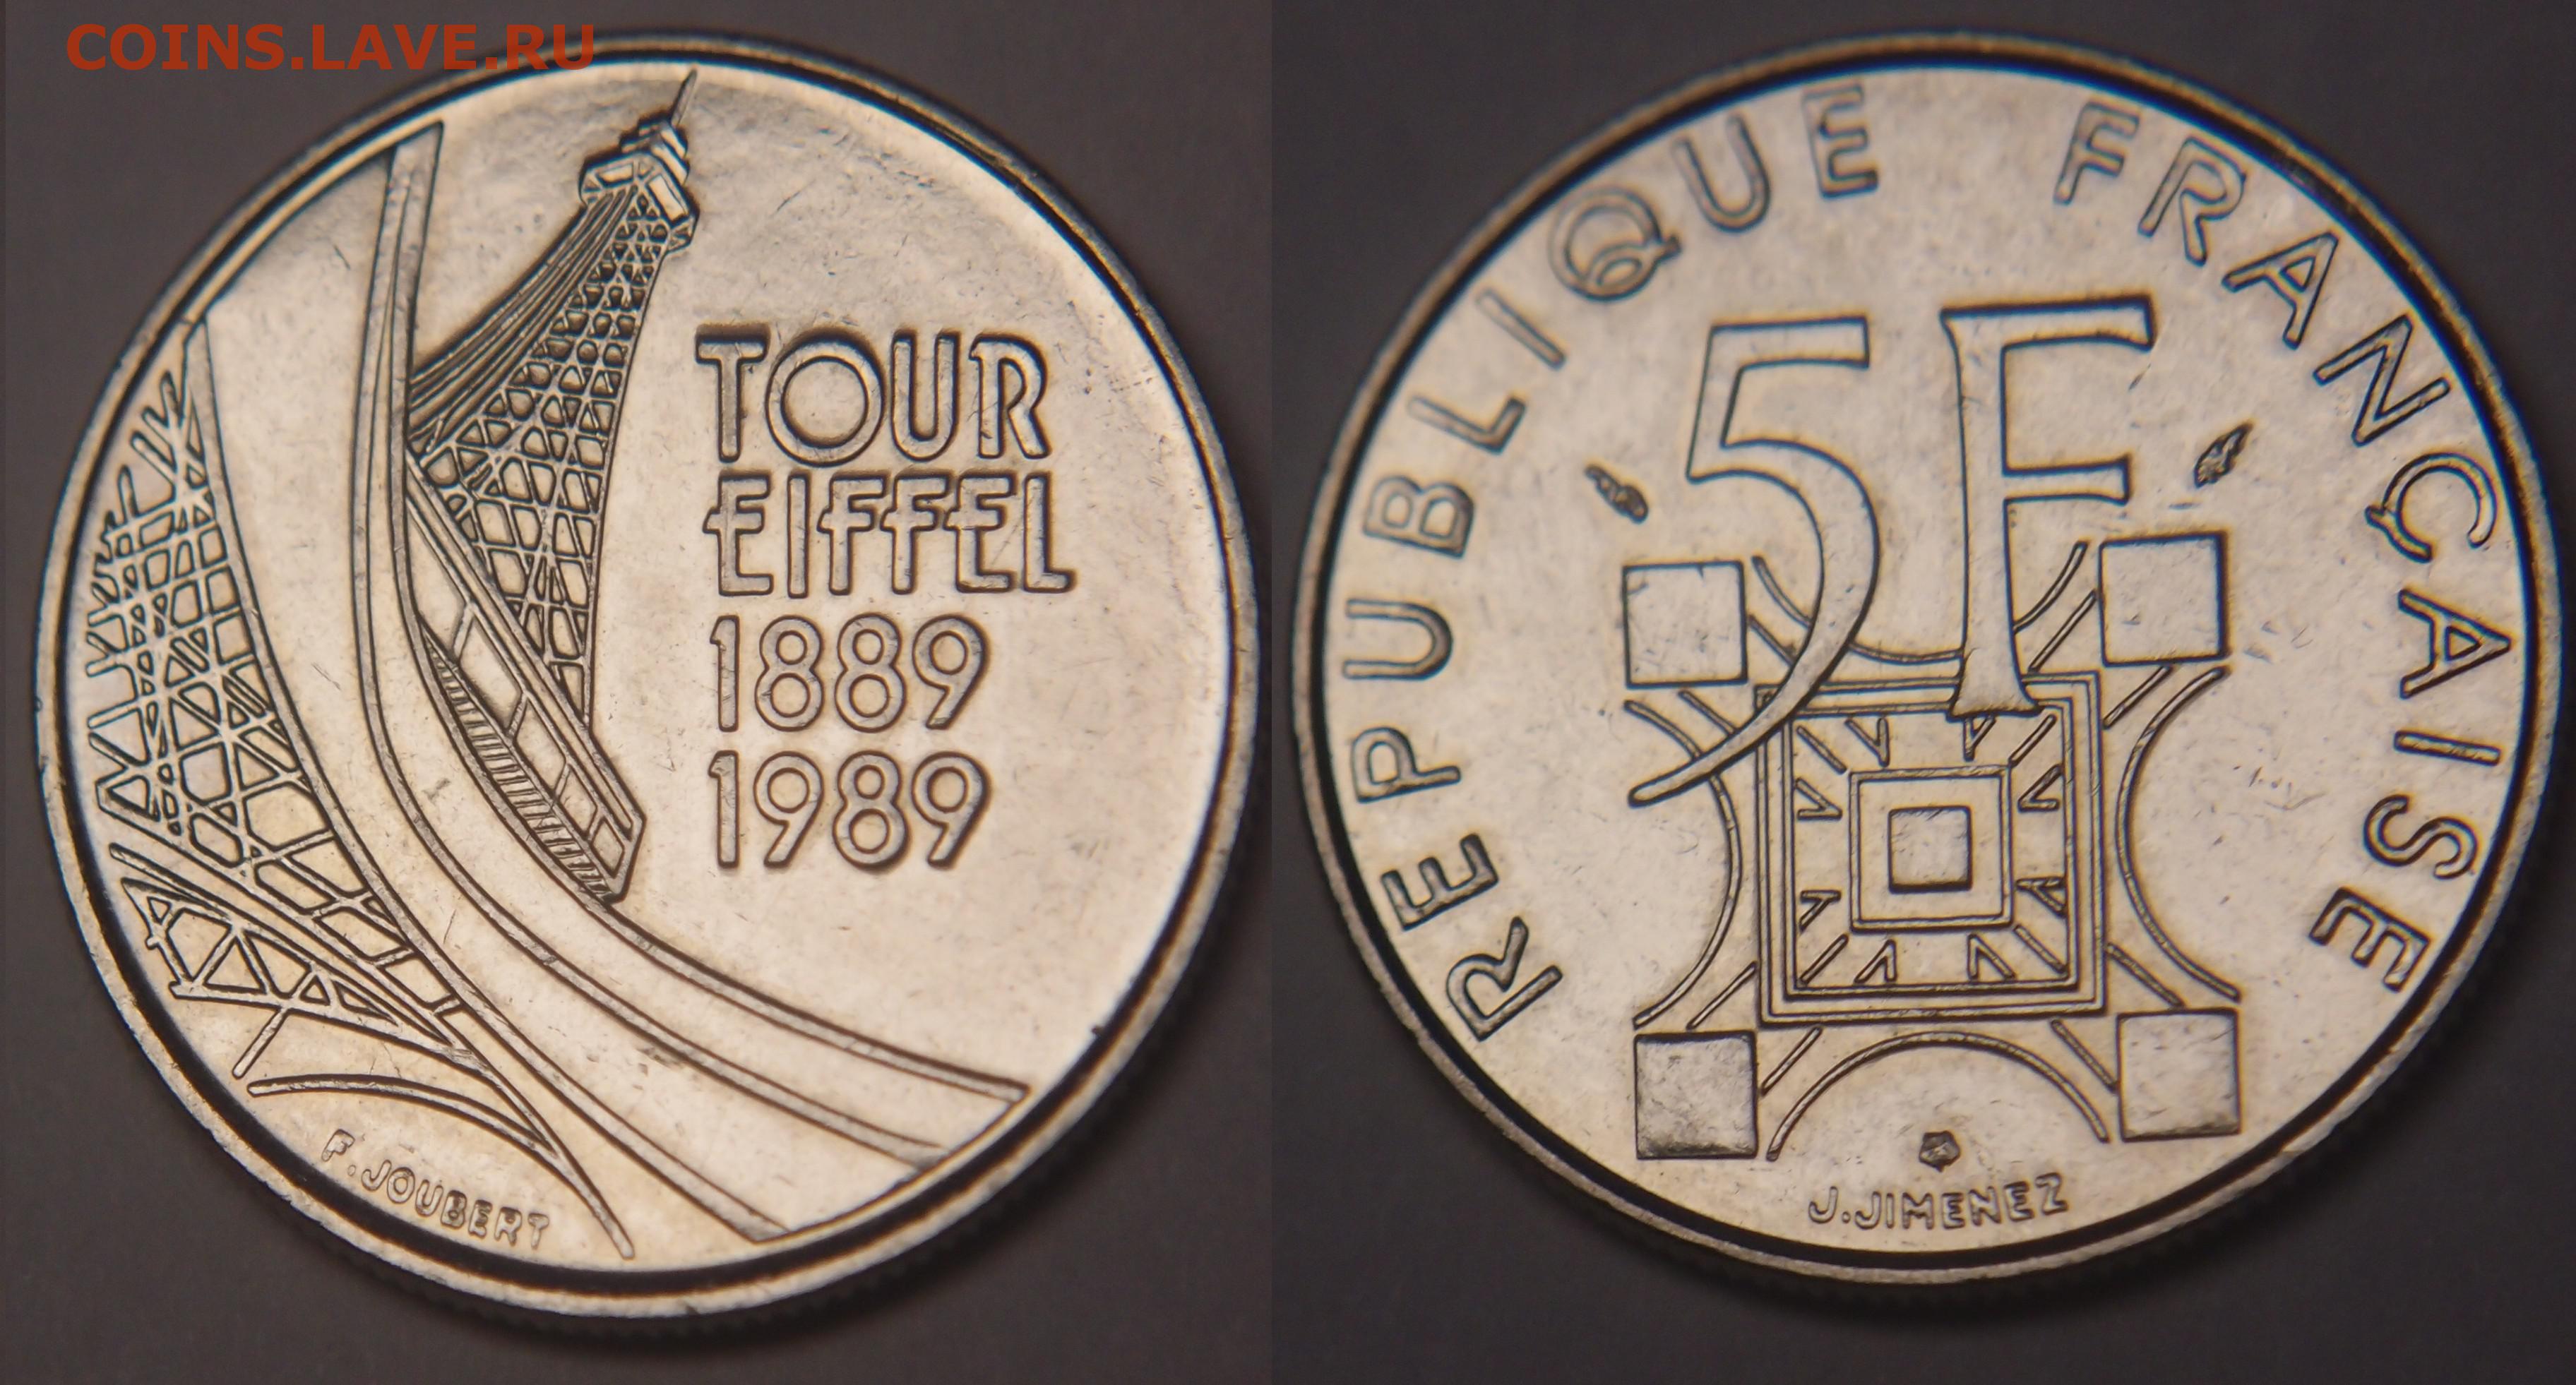 COINS.LAVE.RU
TOUR
EIFFEL
1889
1989
F.JOUBERT
REPUBLIQUE FRANÇAISE
5F
J.JIMENEZ